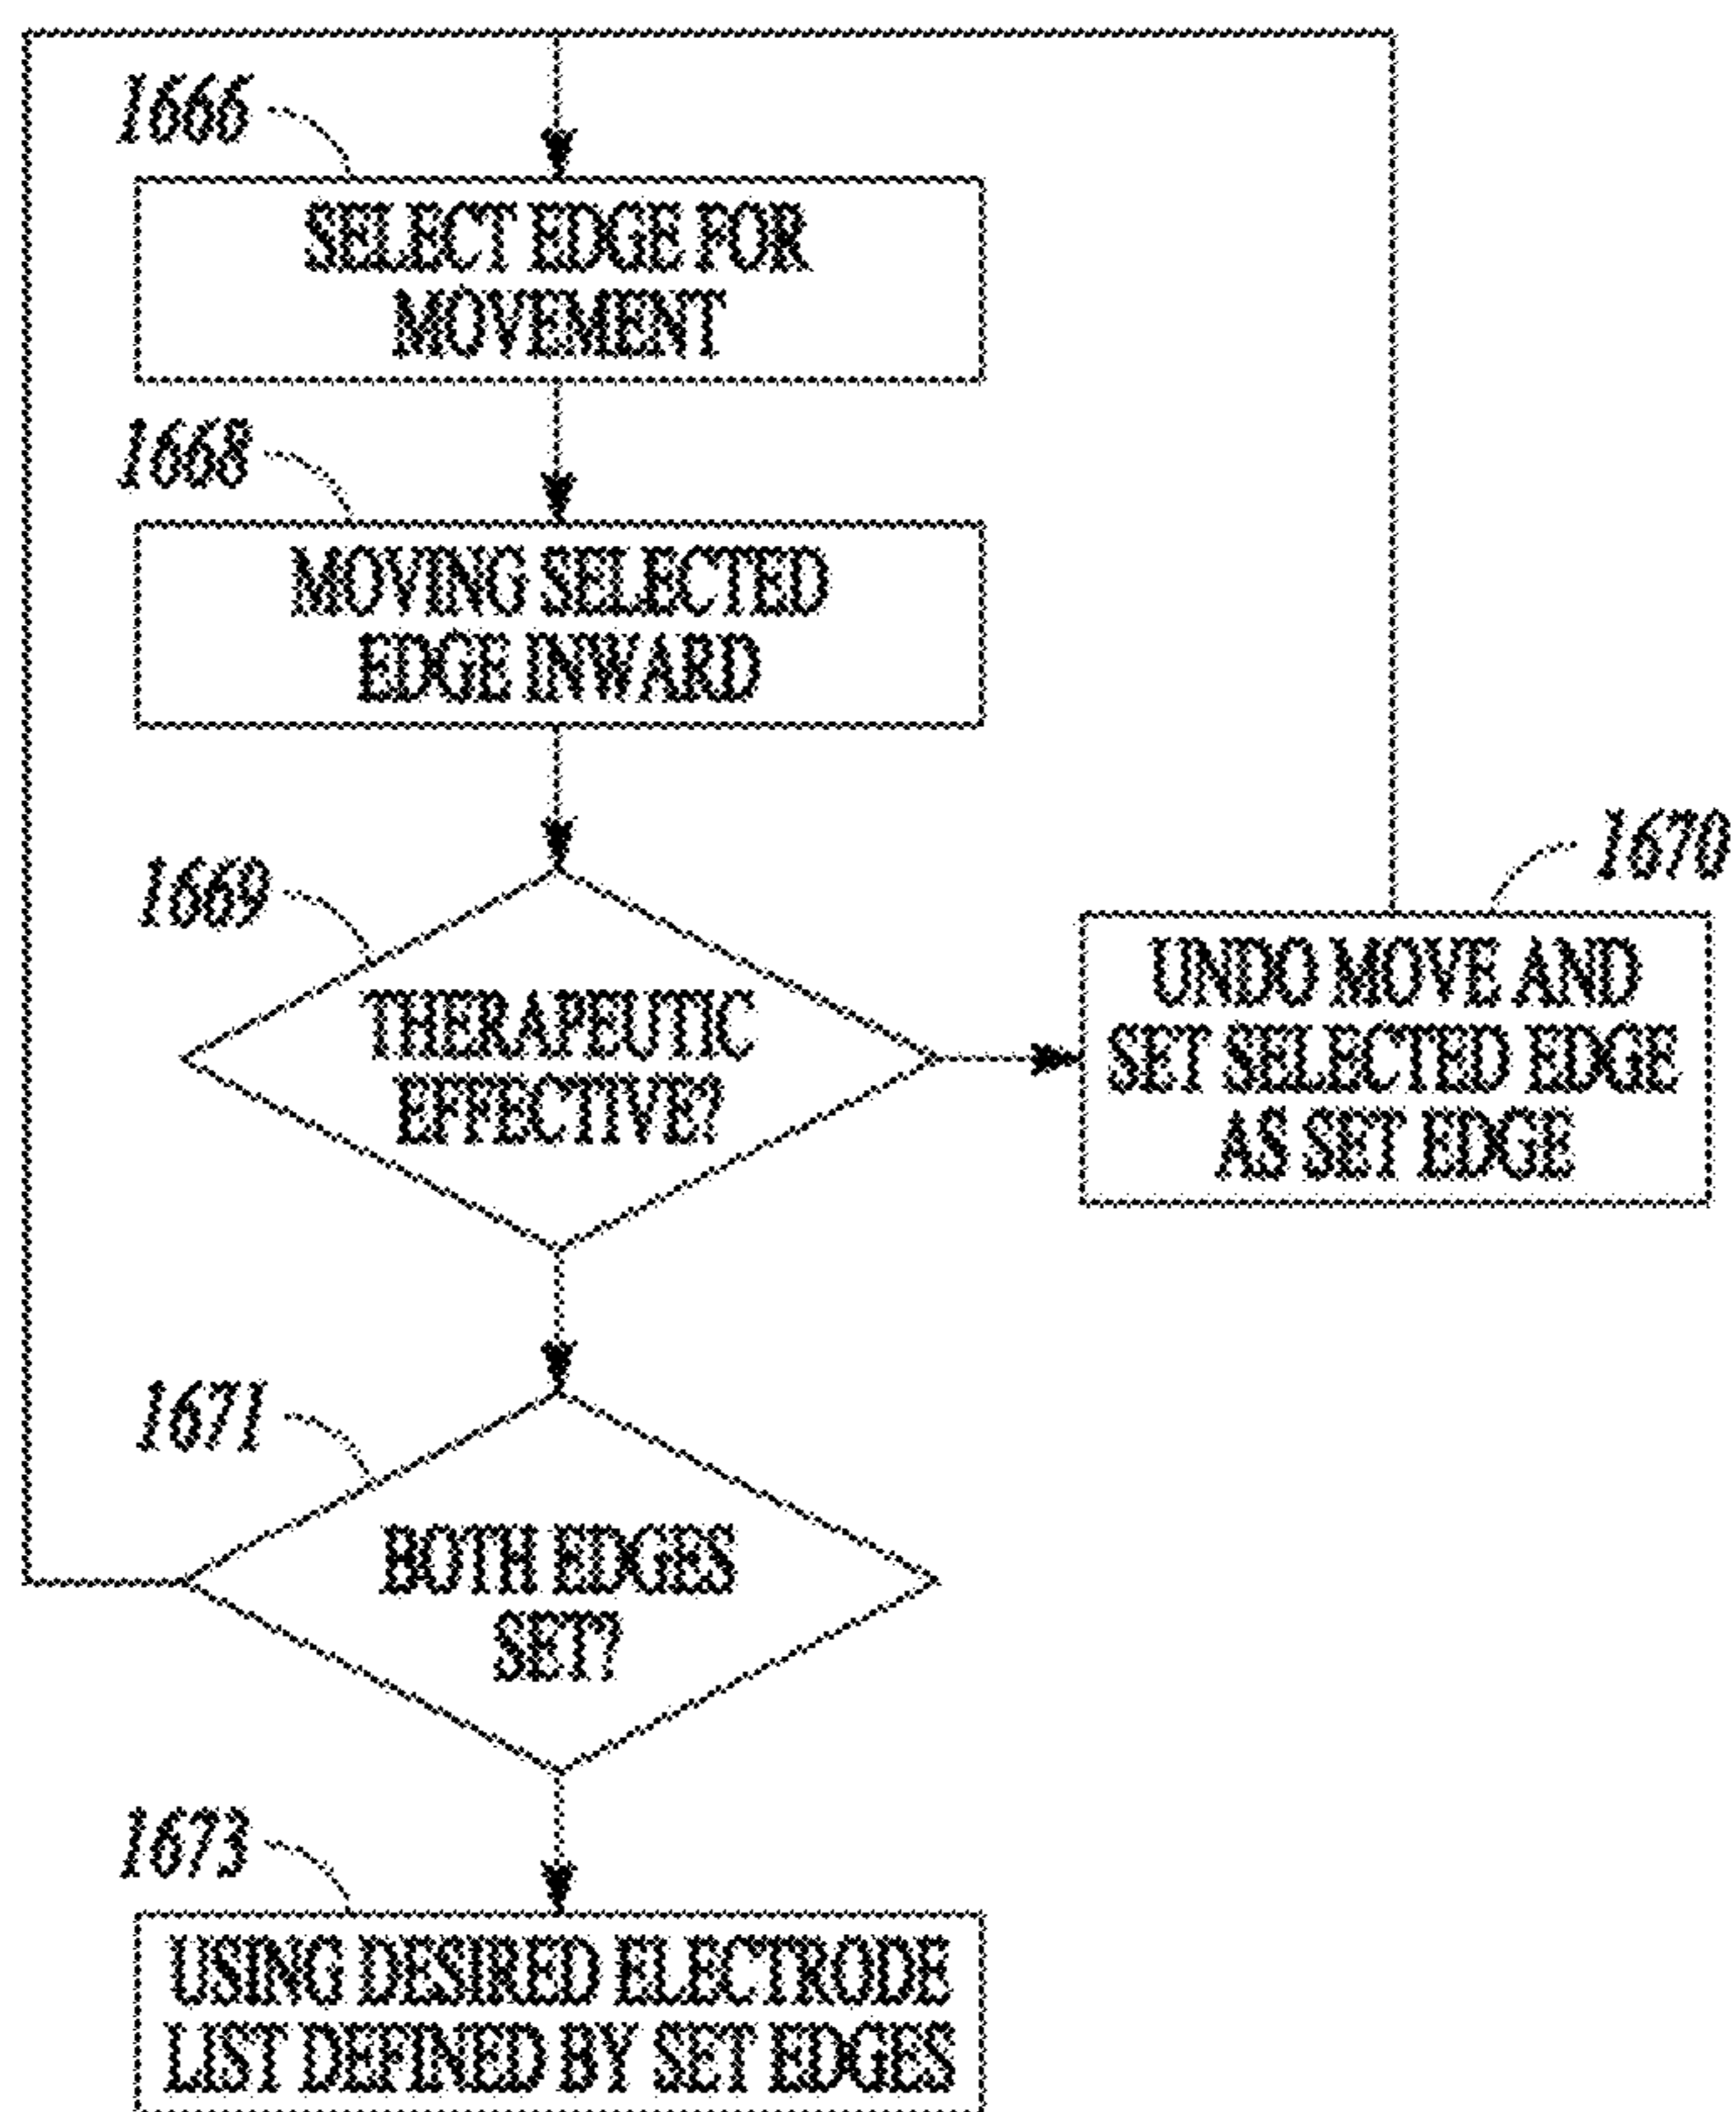 1666
SELECT EDGE FOR
MOVEMENT
1668
MOVING SELECTED
EDGE INWARD
1669
THERAPEUTIC
EFFECTIVE?
1670
UNDO MOVE AND
SET SELECTED EDGE
AS SET EDGE
1671
BOTH EDGES
SET?
1673
USING DESIRED ELECTRODE
LIST DEFINED BY SET EDGES